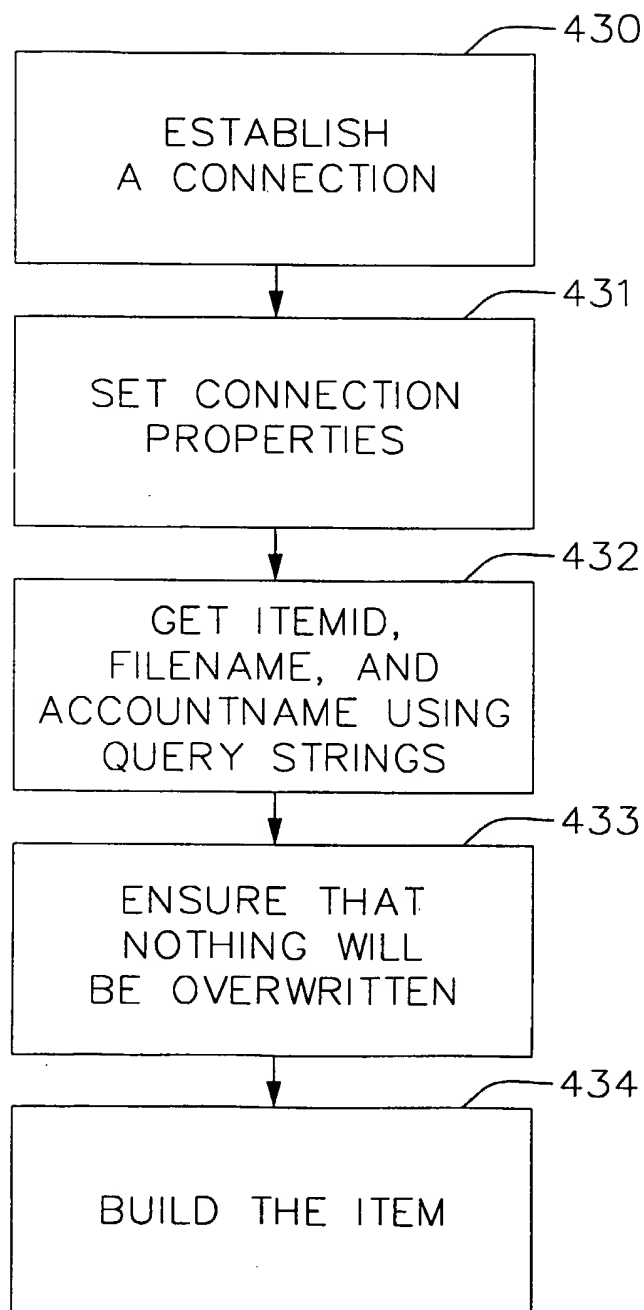 430
ESTABLISH
A CONNECTION
431
SET CONNECTION
PROPERTIES
432
GET ITEMID,
FILENAME, AND
ACCOUNTNAME USING
QUERY STRINGS
433
ENSURE THAT
NOTHING WILL
BE OVERWRITTEN
434
BUILD THE ITEM